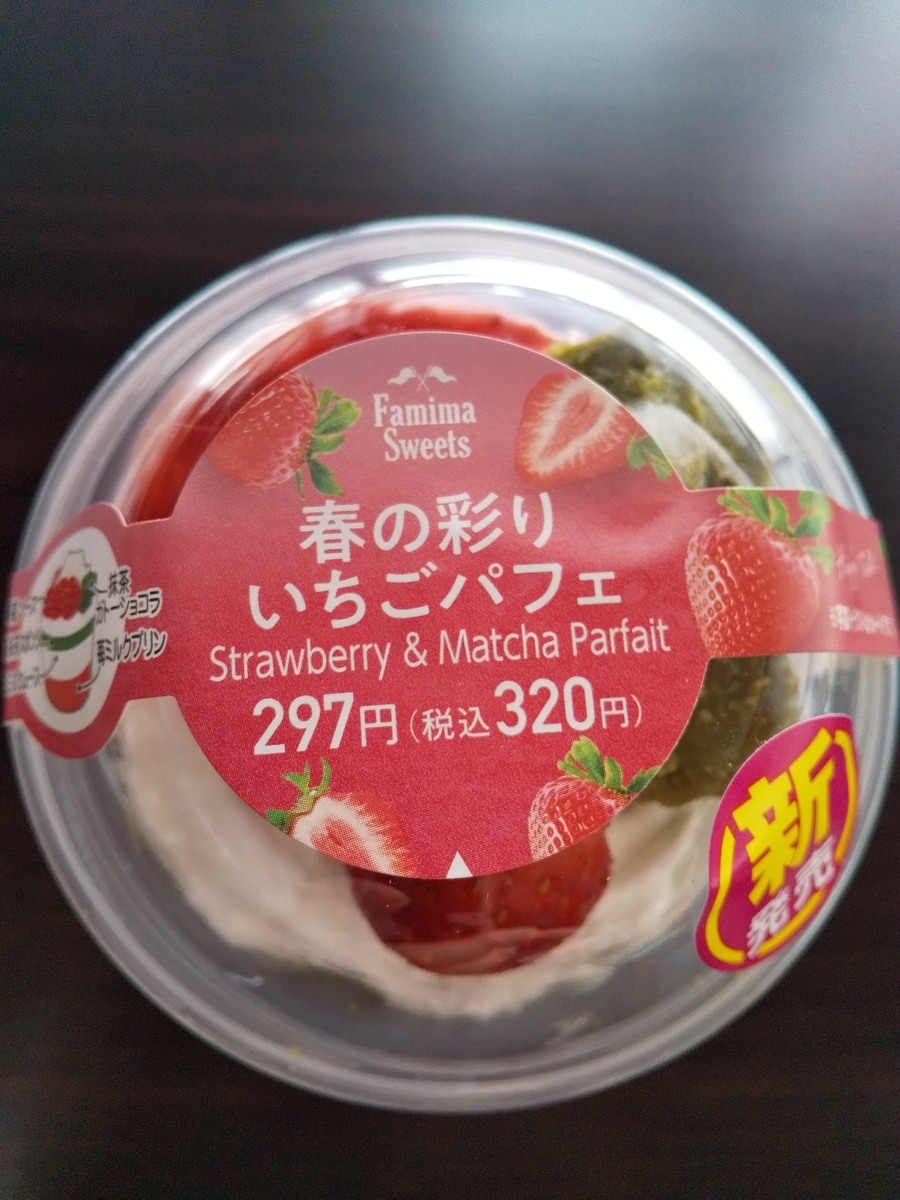 Famima
Sweets
春の彩り
いちごパフェ
Strawberry & Matcha Parfait
297円(税込320円)
抹茶
ガトーショコラ
苺ミルクプリン
新
発売